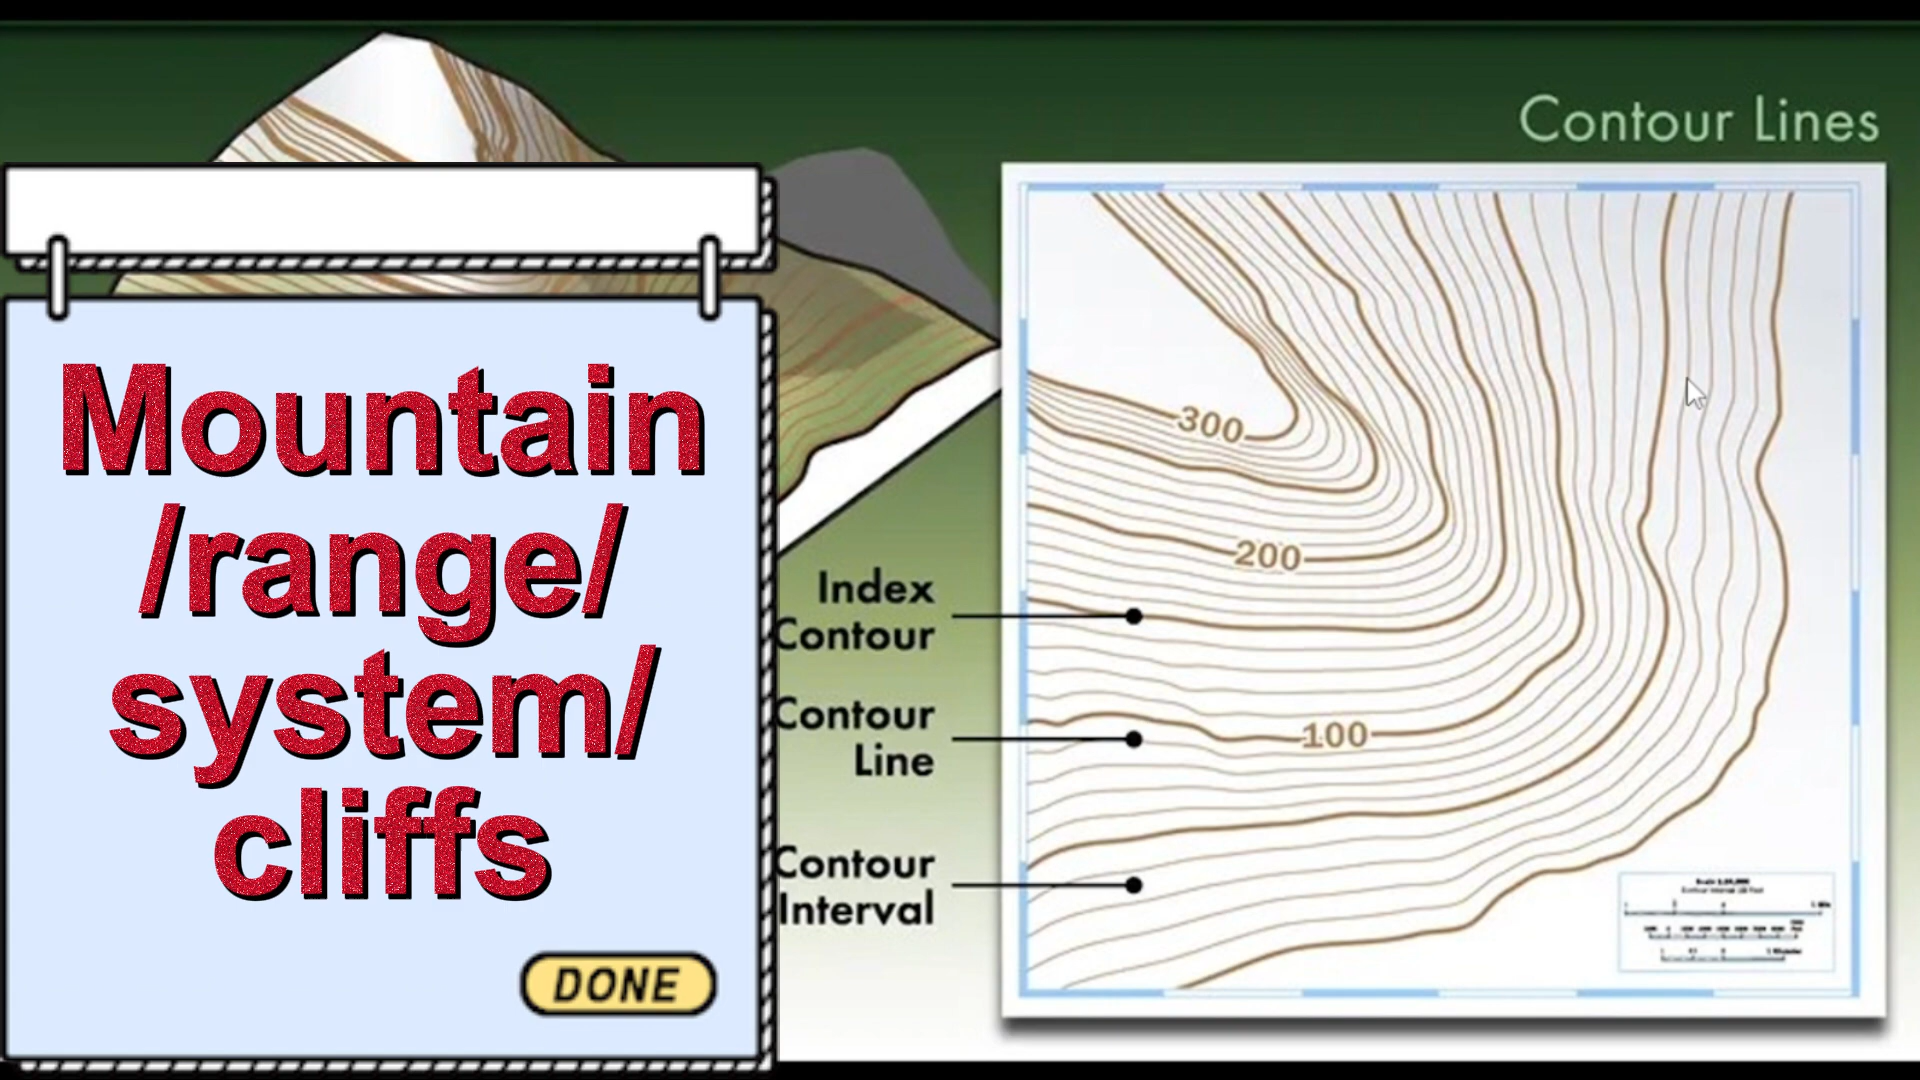 Contour Lines
Mountain
/range/
system/
cliffs
DONE
Index
Contour
Contour
Line
Contour
Interval
300
200
100